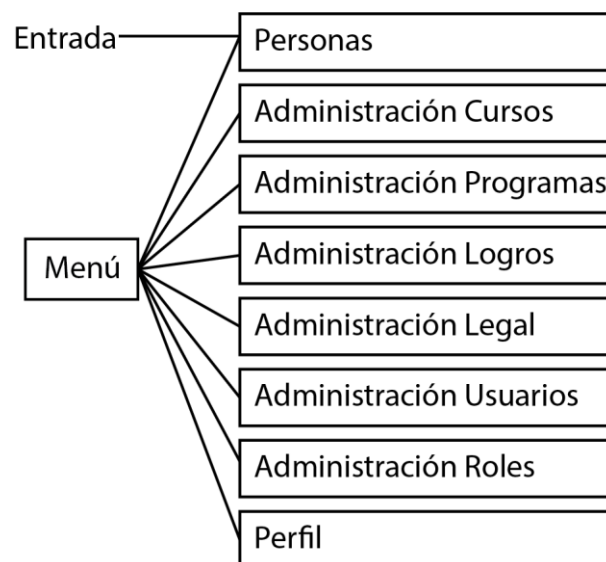 Entrada
Personas
Administración Cursos
Administración Programas
Administración Logros
Menú
Administración Legal
Administración Usuarios
Administración Roles
Perfil